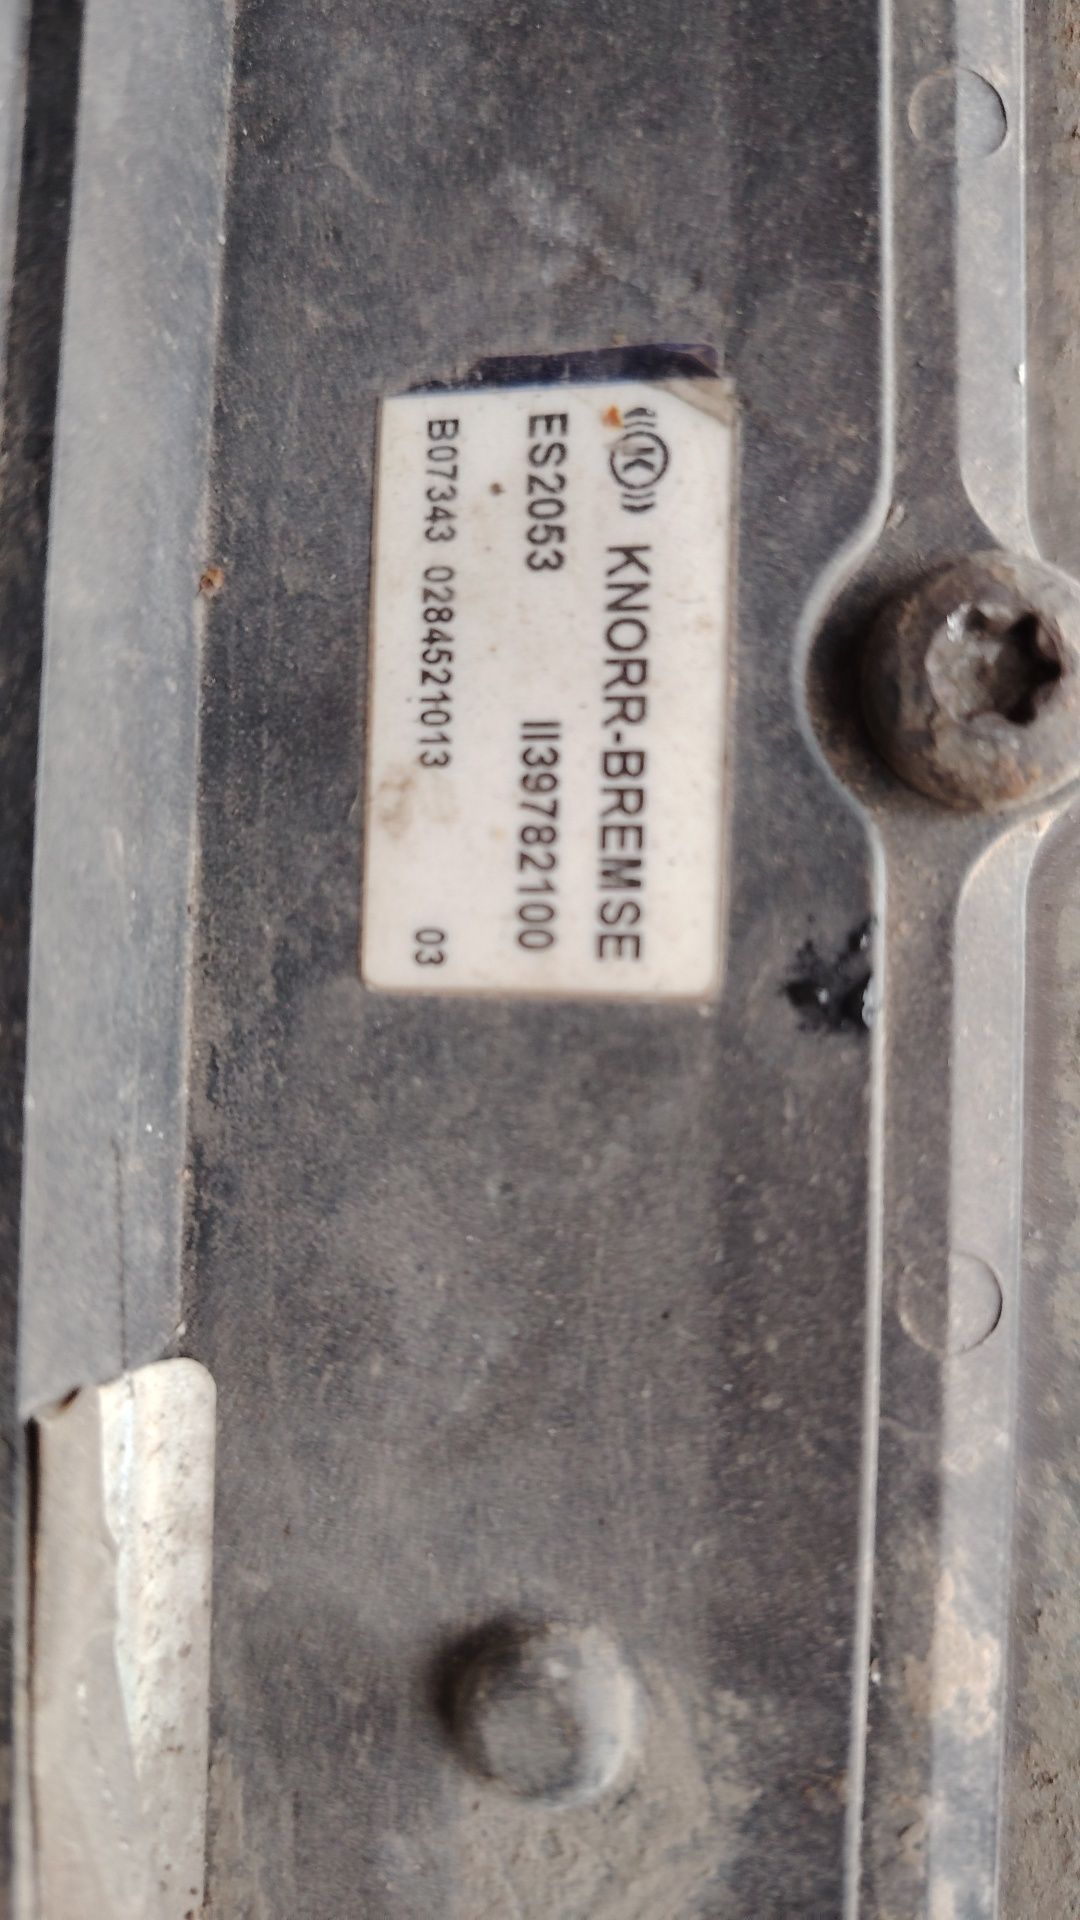 ((K)) KNORR-BREMSE
ES2053 II39782100
B07343 0284521013 03